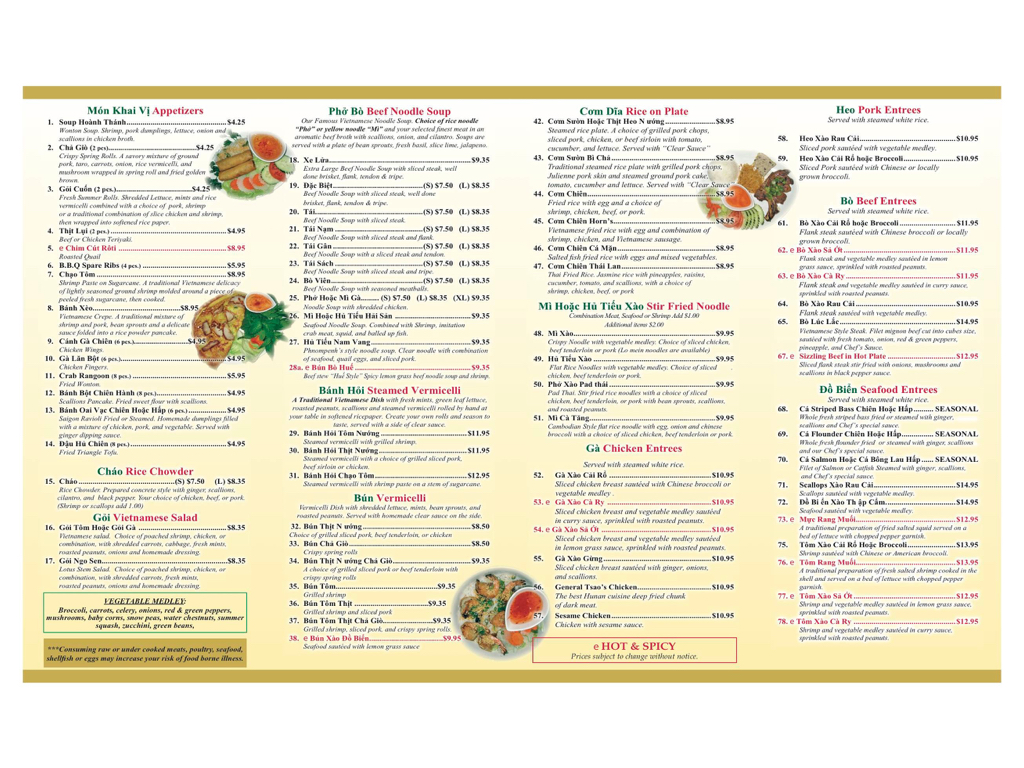 Món Khai Vị Appetizers
1. Soup Hoành Thánh $4.25
Wonton Soup. Shrimp, pork dumplings, lettuce, onion and
scallions in chicken broth.
2. Chả Giò (2 pcs) $4.25
Crispy Spring Rolls. A savory mixture of ground
pork, taro, carrots, onion, rice vermicelli, and
mushroom wrapped in spring roll and fried golden
brown.
3. Gỏi Cuốn (2 pcs.) $4.25
Fresh Summer Rolls. Shredded Lettuce, mints and rice
vermicelli combined with a choice of pork, shrimp
or a traditional combination of slice chicken and shrimp,
then wrapped into softened rice paper.
4. Thịt Lụi (2 pcs.) $4.95
Beef or Chicken Teriyaki.
5. e Chim Cút Rôti $8.95
Roasted Quail
6. B.B.Q Spare Ribs (4 pcs.) $5.95
7. Chạo Tôm $8.95
Shrimp Paste on Sugarcane. A traditional Vietnamese delicacy
of lightly seasoned ground shrimp molded around a piece of
peeled fresh sugarcane, then cooked.
8. Bánh Xèo $8.95
Vietnamese Crepe. A traditional mixture of
shrimp and pork, bean sprouts and a delicate
sauce folded into a rice powder pancake.
9. Cánh Gà Chiên (6 pcs.) $4.95
Chicken Wings.
10. Gà Lăn Bột (6 pcs.) $4.95
Chicken Fingers.
11. Crab Rangoon (8 pcs.) $5.95
Fried Wonton.
12. Bánh Bột Chiên Hành (8 pcs.) $4.95
Scallions Pancake. Fried sweet flour with scallions.
13. Bánh Oai Vạc Chiên Hoặc Hấp (6 pcs.) $4.95
Saigon Ravioli Fried or Steamed. Homemade dumplings filled
with a mixture of chicken, pork, and vegetable. Served with
ginger dipping sauce.
14. Đậu Hủ Chiên (8 pcs.) $4.95
Fried Triangle Tofu.
Cháo Rice Chowder
15. Cháo (S) $7.50 (L) $8.35
Rice Chowder. Prepared concrete style with ginger, scallions,
cilantro, and black pepper. Your choice of chicken, beef, or pork.
(Shrimp or scallops add 1.00)
Gỏi Vietnamese Salad
16. Gỏi Tôm Hoặc Gỏi Gà $8.35
Vietnamese salad. Choice of poached shrimp, chicken, or
combination, with shredded carrots, cabbage, fresh mints,
roasted peanuts, onions and homemade dressing.
17. Gỏi Ngo Sen $8.35
Lotus Stem Salad. Choice of poached shrimp, chicken, or
combination, with shredded carrots, fresh mints,
roasted peanuts, onions and homemade dressing.
VEGETABLE MEDLEY:
Broccoli, carrots, celery, onions, red & green peppers,
mushrooms, baby corns, snow peas, water chestnuts, summer
squash, zucchini, green beans,
***Consuming raw or under cooked meats, poultry, seafood,
shellfish or eggs may increase your risk of food borne illness.
Phở Bò Beef Noodle Soup
Our Famous Vietnamese Noodle Soup. Choice of rice noodle
"Phở" or yellow noodle "Mì" and your selected finest meat in an
aromatic beef broth with scallions, onion, and cilantro. Soups are
served with a plate of bean sprouts, fresh basil, slice lime, jalapeno.
18. Xe Lửa $9.35
Extra Large Beef Noodle Soup with sliced steak, well
done brisket, flank, tendon & tripe.
19. Đặc Biệt (S) $7.50 (L) $8.35
Beef Noodle Soup with sliced steak, well done
brisket, flank, tendon & tripe.
20. Tái (S) $7.50 (L) $8.35
Beef Noodle Soup with sliced steak.
21. Tái Nạm (S) $7.50 (L) $8.35
Beef Noodle Soup with sliced steak and flank.
22. Tái Gân (S) $7.50 (L) $8.35
Beef Noodle Soup with a sliced steak and tendon.
23. Tái Sách (S) $7.50 (L) $8.35
Beef Noodle Soup with sliced steak and tripe.
24. Bò Viên (S) $7.50 (L) $8.35
Beef Noodle Soup with seasoned meatballs.
25. Phở Hoặc Mì Gà (S) $7.50 (L) $8.35 (XL) $9.35
Noodle Soup with shredded chicken.
26. Mì Hoặc Hủ Tiếu Hải Sản $9.35
Seafood Noodle Soup. Combined with Shrimp, imitation
crab meat, squid, and balled up fish.
27. Hủ Tiếu Nam Vang $9.35
Phnompenh's style noodle soup. Clear noodle with combination
of seafood, quail eggs, and sliced pork.
28a. e Bún Bò Huế $9.35
Beef stew "Huế Style" Spicy lemon grass beef noodle soup and shrimp.
Bánh Hỏi Steamed Vermicelli
A Traditional Vietnamese Dish with fresh mints, green leaf lettuce,
roasted peanuts, scallions and steamed vermicelli rolled by hand at
your table in softened ricepaper. Create your own rolls and season to
taste, served with a side of clear sauce.
29. Bánh Hỏi Tôm Nướng $11.95
Steamed vermicelli with grilled shrimp.
30. Bánh Hỏi Thịt Nướng $11.95
Steamed vermicelli with a choice of grilled sliced pork,
beef sirloin or chicken.
31. Bánh Hỏi Chạo Tôm $12.95
Steamed vermicelli with shrimp paste on a stem of sugarcane.
Bún Vermicelli
Vermicelli Dish with shredded lettuce, mints, bean sprouts, and
roasted peanuts. Served with homemade clear sauce on the side.
32. Bún Thịt Nướng $8.50
Choice of grilled sliced pork, beef tenderloin, or chicken
33. Bún Chả Giò $8.50
Crispy spring rolls
34. Bún Thịt Nướng Chả Giò $9.35
A choice of grilled sliced pork or beef tenderloin with
crispy spring rolls
35. Bún Tôm $9.35
Grilled shrimp
36. Bún Tôm Thịt $9.35
Grilled shrimp and sliced pork
37. Bún Tôm Thịt Chả Giò $9.35
Grilled shrimp, sliced pork, and crispy spring rolls.
38. e Bún Xào Đồ Biển $9.95
Seafood sautéed with lemon grass sauce
Cơm Dĩa Rice on Plate
42. Cơm Sườn Hoặc Thịt Heo Nướng $8.95
Steamed rice plate. A choice of grilled pork chops,
sliced pork, chicken, or beef sirloin with tomato,
cucumber, and lettuce. Served with "Clear Sauce"
43. Cơm Sườn Bì Chả $8.95
Traditional steamed rice plate with grilled pork chops,
Julienne pork skin and steamed ground pork cake,
tomato, cucumber and lettuce. Served with "Clear Sauce
44. Cơm Chiên $8.95
Fried rice with egg and a choice of
shrimp, chicken, beef, or pork.
45. Cơm Chiên Horn's $8.95
Vietnamese fried rice with egg and combination of
shrimp, chicken, and Vietnamese sausage.
46. Cơm Chiên Cá Mặn $8.95
Salted fish fried rice with eggs and mixed vegetables.
47. Cơm Chiên Thái Lan $8.95
Thai Fried Rice. Jasmine rice with pineapples, raisins,
cucumber, tomato, and scallions, with a choice of
shrimp, chicken, beef, or pork
Mì Hoặc Hủ Tiếu Xào Stir Fried Noodle
Combination Meat, Seafood or Shrimp Add $1.00
Additional items $2.00
48. Mì Xào $9.95
Crispy Noodle with vegetable medley. Choice of sliced chicken,
beef tenderloin or pork (Lo mein noodles are available)
49. Hủ Tiếu Xào $9.95
Flat Rice Noodles with vegetable medley. Choice of sliced
chicken, beef tenderloin or pork.
50. Phở Xào Pad thái $9.95
Pad Thai. Stir fried rice noodles with a choice of sliced
chicken, beef tenderloin, or pork with bean sprouts, scallions,
and roasted peanuts.
51. Mì Cà Tăng $9.95
Cambodian Style flat rice noodle with egg, onion and chinese
broccoli with a choice of sliced chicken, beef tenderloin or pork.
Gà Chicken Entrees
Served with steamed white rice.
52. Gà Xào Cải Rổ $10.95
Sliced chicken breast sautéed with Chinese broccoli or
vegetable medley .
53. e Gà Xào Cà Ry $10.95
Sliced chicken breast and vegetable medley sautéed
in curry sauce, sprinkled with roasted peanuts.
54. e Gà Xào Sả Ớt $10.95
Sliced chicken breast and vegetable medley sautéed
in lemon grass sauce, sprinkled with roasted peanuts.
55. Gà Xào Gừng $10.95
Sliced chicken breast sautéed with ginger, onions,
and scallions.
56. General Tsao's Chicken $10.95
The best Hunan cuisine deep fried chunk
of dark meat.
57. Sesame Chicken $10.95
Chicken with sesame sauce.
e HOT & SPICY
Prices subject to change without notice.
Heo Pork Entrees
Served with steamed white rice.
58. Heo Xào Rau Cải $10.95
Sliced pork sautéed with vegetable medley.
59. Heo Xào Cải Rổ hoặc Broccoli $10.95
Sliced Pork sautéed with Chinese or locally
grown broccoli.
Bò Beef Entrees
Served with steamed white rice.
61. Bò Xào Cải Rổ hoặc Broccoli $11.95
Flank steak sautéed with Chinese broccoli or locally
grown broccoli.
62. e Bò Xào Sả Ớt $11.95
Flank steak and vegetable medley sautéed in lemon
grass sauce, sprinkled with roasted peanuts.
63. e Bò Xào Cà Ry $11.95
Flank steak and vegetable medley sautéed in curry sauce,
sprinkled with roasted peanuts.
64. Bò Xào Rau Cải $10.95
Flank steak sautéed with vegetable medley.
65. Bò Lúc Lắc $14.95
Vietnamese Style Steak. Filet mignon beef cut into cubes size,
sautéed with fresh tomato, onion, red & green peppers,
pineapple, and Chef's Sauce.
67. e Sizzling Beef in Hot Plate $12.95
Sliced flank steak stir fried with onions, mushrooms and
scallions in black pepper sauce.
Đồ Biển Seafood Entrees
Served with steamed white rice.
68. Cá Striped Bass Chiên Hoặc Hấp SEASONAL
Whole fresh striped bass fried or steamed with ginger,
scallions and Chef's special sauce.
69. Cá Flounder Chiên Hoặc Hấp SEASONAL
Whole fresh flounder fried or steamed with ginger, scallions
and our Chef's special sauce.
70. Cá Salmon Hoặc Cá Bông Lau Hấp SEASONAL
Filet of Salmon or Catfish Steamed with ginger, scallions,
and Chef's special sauce.
71. Scallops Xào Rau Cải $14.95
Scallops sautéed with vegetable medley.
72. Đồ Biển Xào Thập Cẩm $14.95
Seafood sautéed with vegetable medley.
73. e Mực Rang Muối $12.95
A traditional preparation of fried salted squid served on a
bed of lettuce with chopped pepper garnish.
75. Tôm Xào Cải Rổ Hoặc Broccoli $13.95
Shrimp sautéed with Chinese or American broccoli.
76. e Tôm Rang Muối $13.95
A traditional preparation of fresh salted shrimp cooked in the
shell and served on a bed of lettuce with chopped pepper
garnish.
77. e Tôm Xào Sả Ớt $12.95
Shrimp and vegetable medley sautéed in lemon grass sauce,
sprinkled with roasted peanuts.
78. e Tôm Xào Cà Ry $12.95
Shrimp and vegetable medley sautéed in curry sauce,
sprinkled with roasted peanuts.